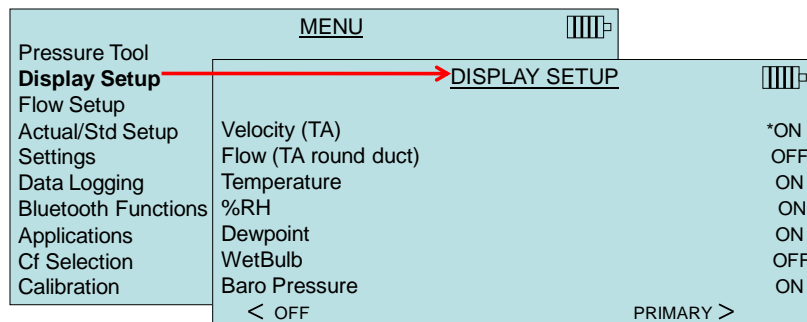 MENU
Pressure Tool
Display Setup
Flow Setup
Actual/Std Setup
Settings
Data Logging
Bluetooth Functions
Applications
Cf Selection
Calibration
DISPLAY SETUP
Velocity (TA) *ON
Flow (TA round duct) OFF
Temperature ON
%RH ON
Dewpoint ON
WetBulb OFF
Baro Pressure ON
< OFF PRIMARY >